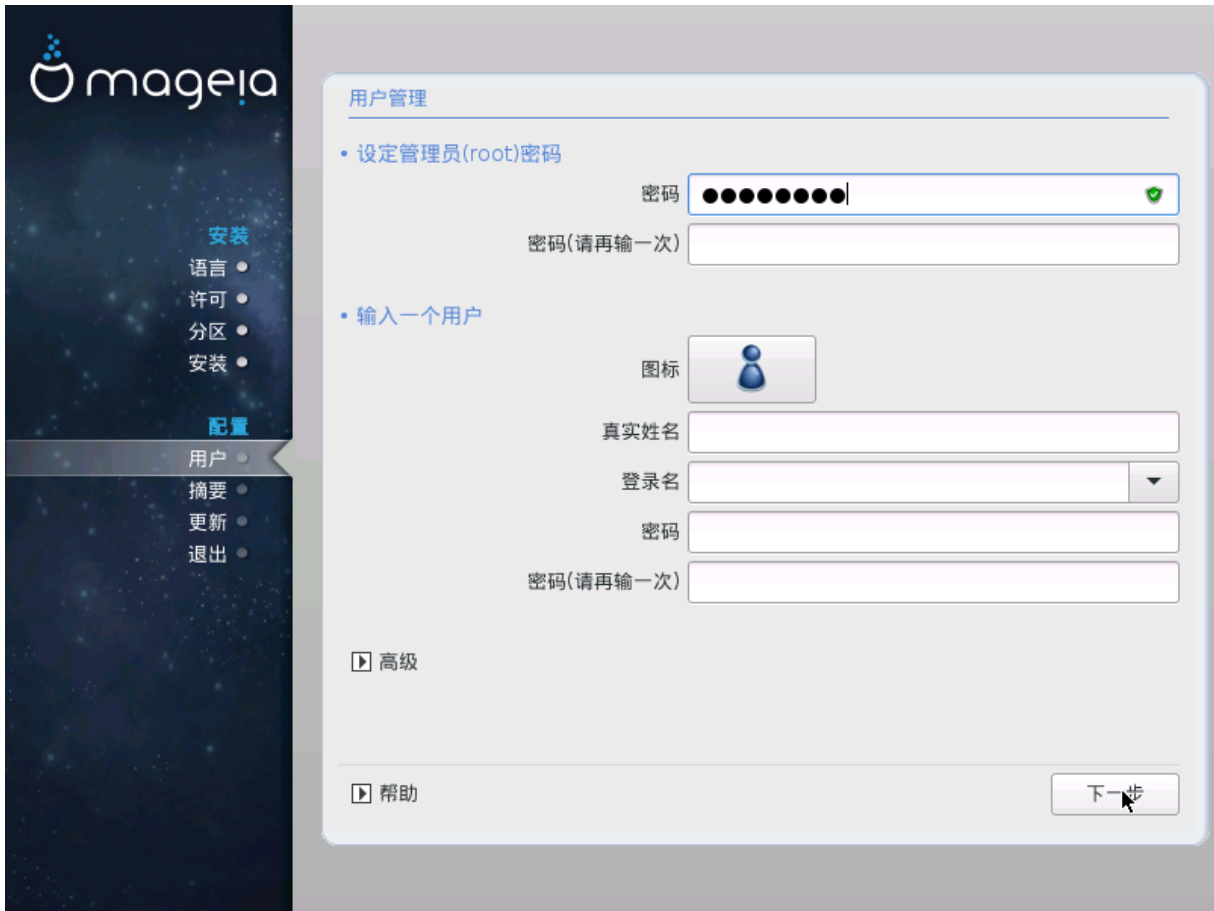 mageia
安装
语言
许可
分区
安装
配置
用户
摘要
更新
退出
用户管理
设定管理员(root)密码
密码
密码(请再输一次)
输入一个用户
图标
真实姓名
登录名
密码
密码(请再输一次)
高级
帮助
下一步